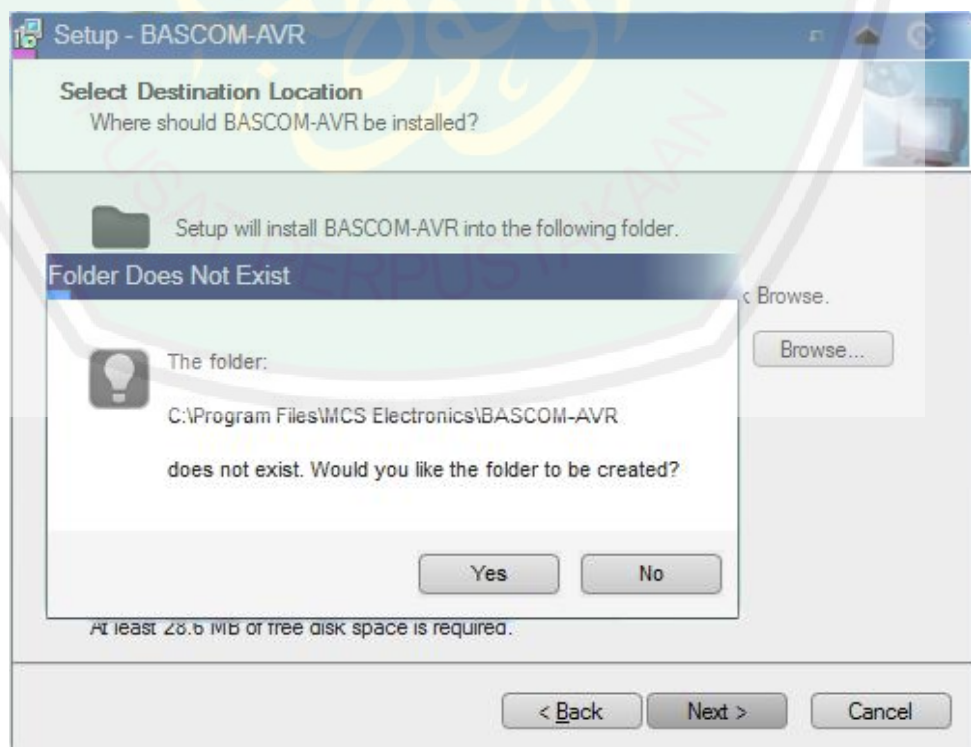 Setup - BASCOM-AVR
Select Destination Location
Where should BASCOM-AVR be installed?
Setup will install BASCOM-AVR into the following folder.
Folder Does Not Exist
Browse.
Browse...
The folder:
C:\Program Files\MCS Electronics\BASCOM-AVR
does not exist. Would you like the folder to be created?
Yes No
At least 28.6 MB of free disk space is required.
< Back Next > Cancel
PUSAT PERPUSTAKAAN